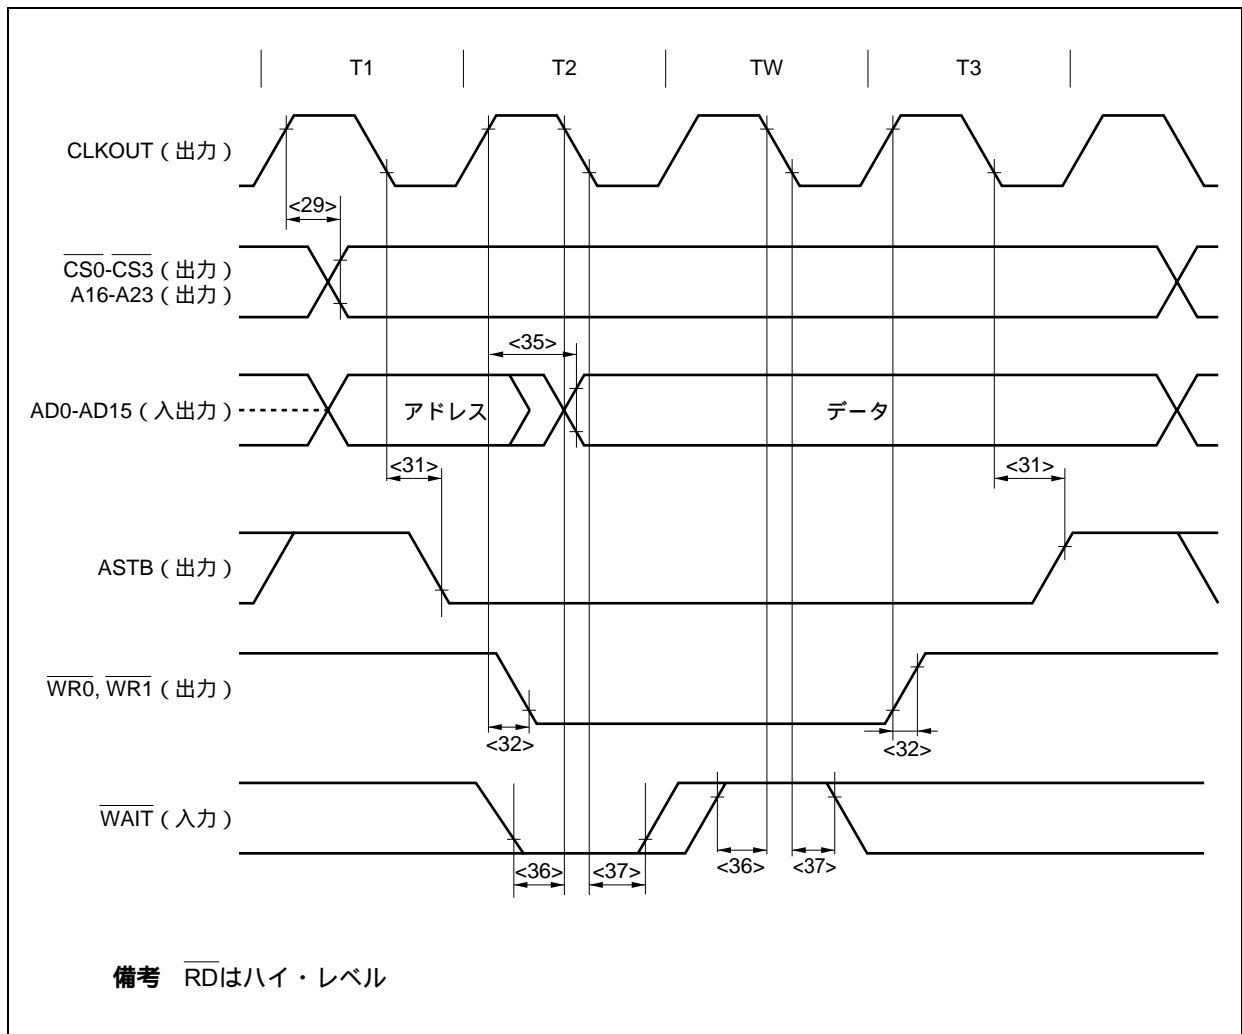 T1 T2 TW T3
CLKOUT（出力）
<29>
CS0-CS3（出力）
A16-A23（出力）
<35>
AD0-AD15（入出力） アドレス データ
<31> <31>
ASTB（出力）
WR0, WR1（出力）
<32> <32>
WAIT（入力）
<36> <37> <36> <37>
備考 RDはハイ・レベル